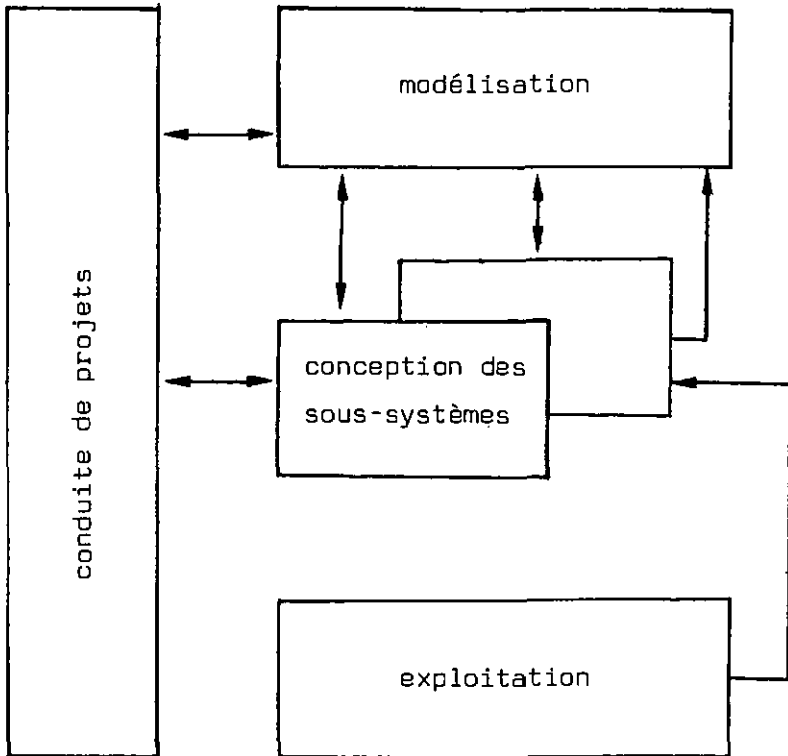 modélisation
conduite de projets
conception des
sous-systèmes
exploitation